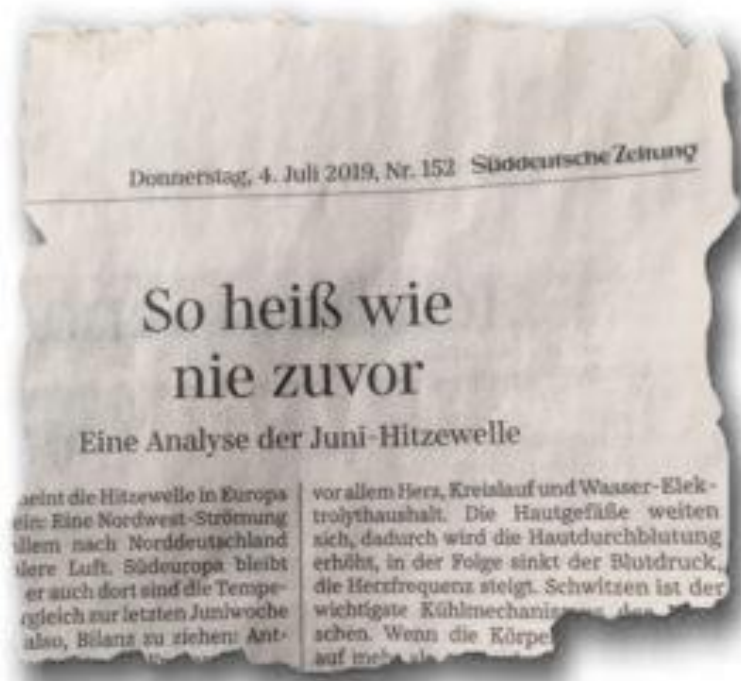 Donnerstag, 4. Juli 2019, Nr. 152 Süddeutsche Zeitung
So heiß wie
nie zuvor
Eine Analyse der Juni-Hitzewelle
die Hitzewelle in Europa
Eine Nordwest-Strömung
nach Norddeutschland
Luft. Südeuropa bleibt
er auch dort sind die Tempe-
zur letzten Juniwoche
also, Bilanz zu ziehen: Ant-
vor allem Herz, Kreislauf und Wasser-Elek-
trolythaushalt. Die Hautgefäße weiten
sich, dadurch wird die Hautdurchblutung
erhöht, in der Folge sinkt der Blutdruck,
die Herzfrequenz steigt. Schwitzen ist der
wichtigste
schen. Wenn die Körpe
auf mehr